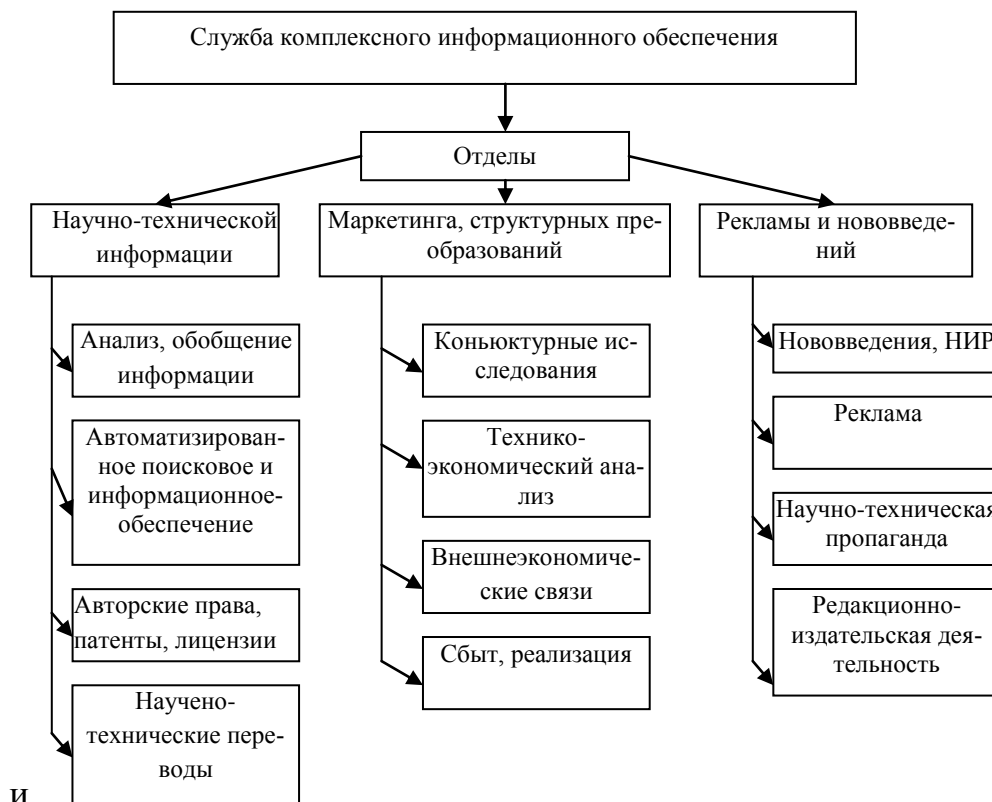 Служба комплексного информационного обеспечения
Отделы
Научно-технической
информации
Анализ, обобщение
информации
Автоматизирован-
ное поисковое и
информационное-
обеспечение
Авторские права,
патенты, лицензии
Научено-
технические пере-
воды
Маркетинга, структурных пре-
образований
Коньюктурные ис-
следования
Технико-
экономический ана-
лиз
Внешнеэкономиче-
ские связи
Сбыт, реализация
Рекламы и нововведе-
ний
Нововведения, НИР
Реклама
Научно-техническая
пропаганда
Редакционно-
издательская дея-
тельность
и